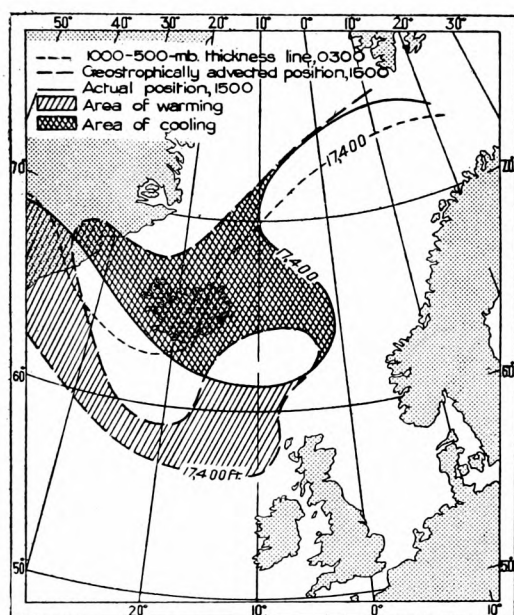 50° 40° 30° 20° 10° 0° 10° 20° 30°
1000-500-mb. thickness line, 0300
Geostrophically advected position, 1500
Actual position, 1500
Area of warming
Area of cooling
70° 70°
17,400
17,400
60° 60°
17,400 Ft.
50° 50°
20° 10° 0° 10°